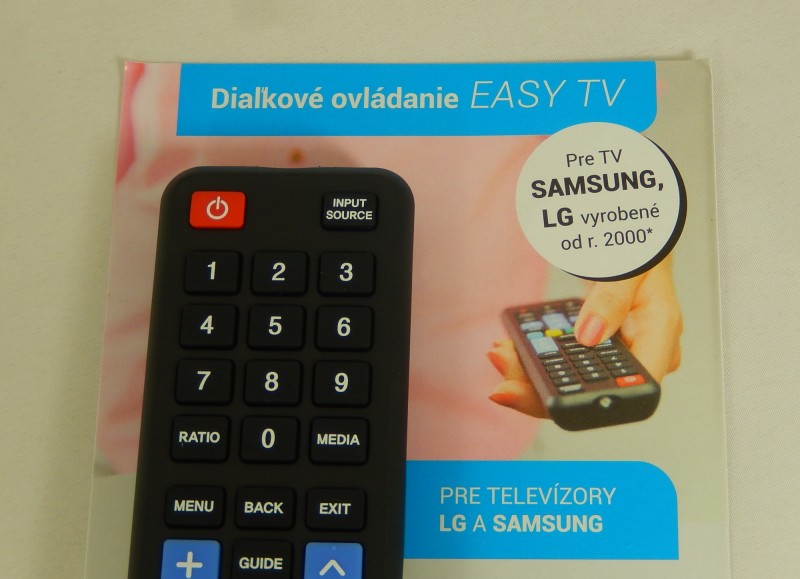 Diaľkové ovládanie EASY TV
Pre TV
SAMSUNG,
LG vyrobené
od r. 2000*
INPUT
SOURCE
1 2 3
4 5 6
7 8 9
RATIO 0 MEDIA
MENU BACK EXIT
+ GUIDE
PRE TELEVÍZORY
LG A SAMSUNG